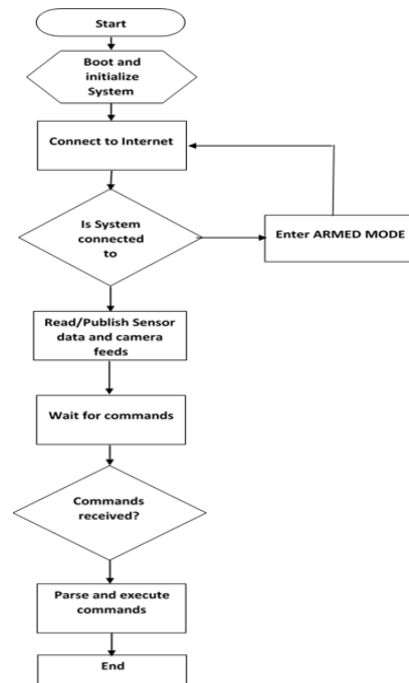 Start
Boot and
initialize
System
Connect to Internet
Is System
connected
to
Enter ARMED MODE
Read/Publish Sensor
data and camera
feeds
Wait for commands
Commands
received?
Parse and execute
commands
End